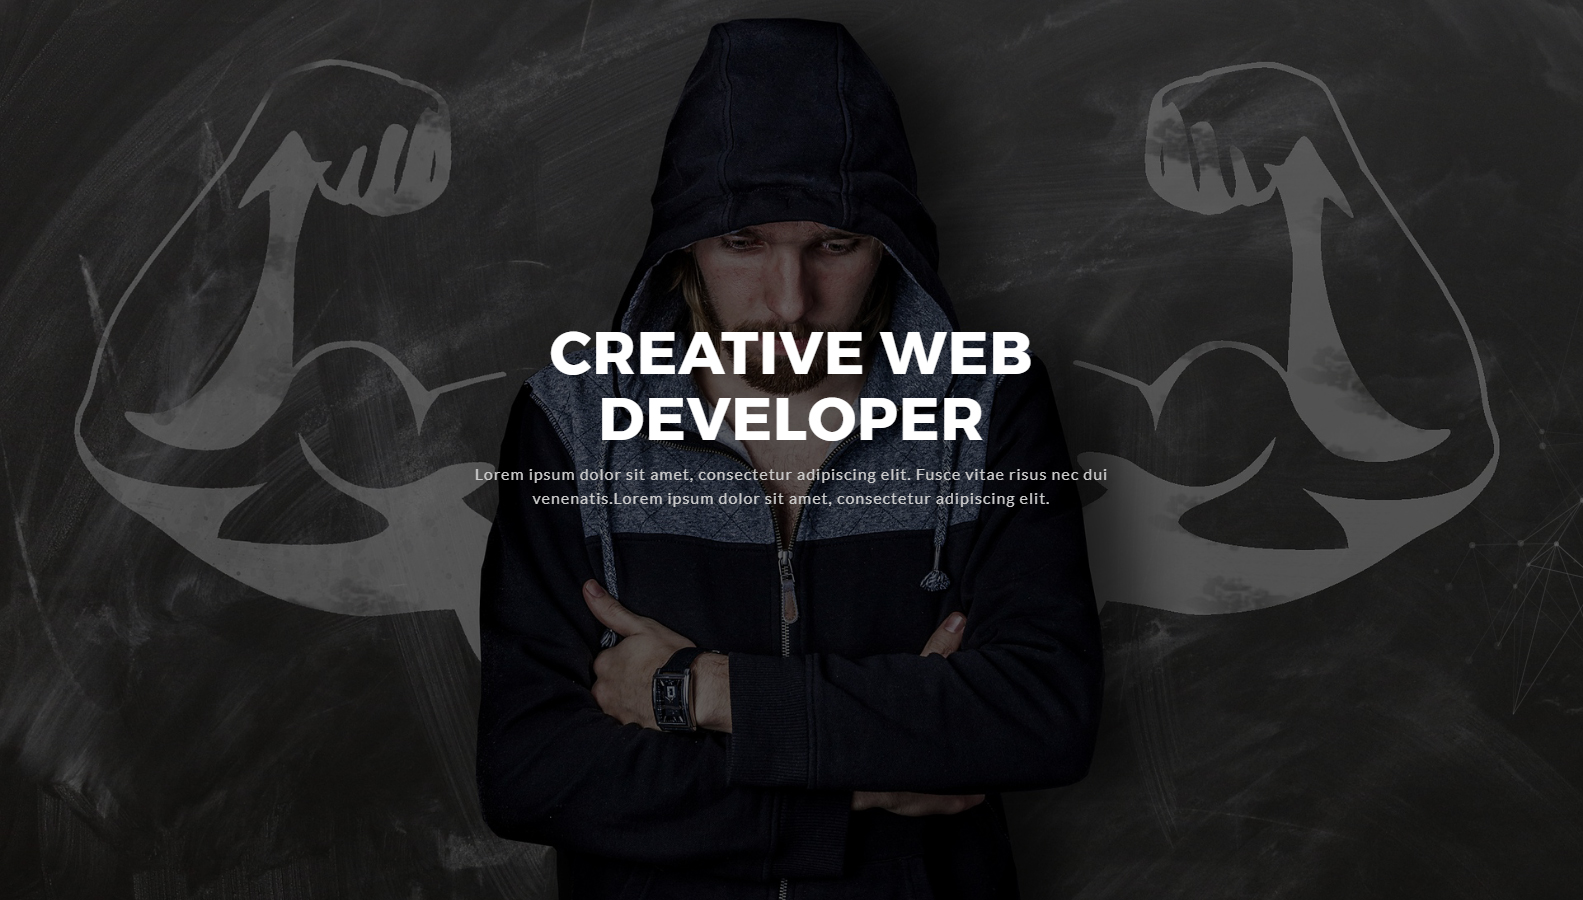 CREATIVE WEB
DEVELOPER
Lorem ipsum dolor sit amet, consectetur adipiscing elit. Fusce vitae risus nec dui
venenatis.Lorem ipsum dolor sit amet, consectetur adipiscing elit.